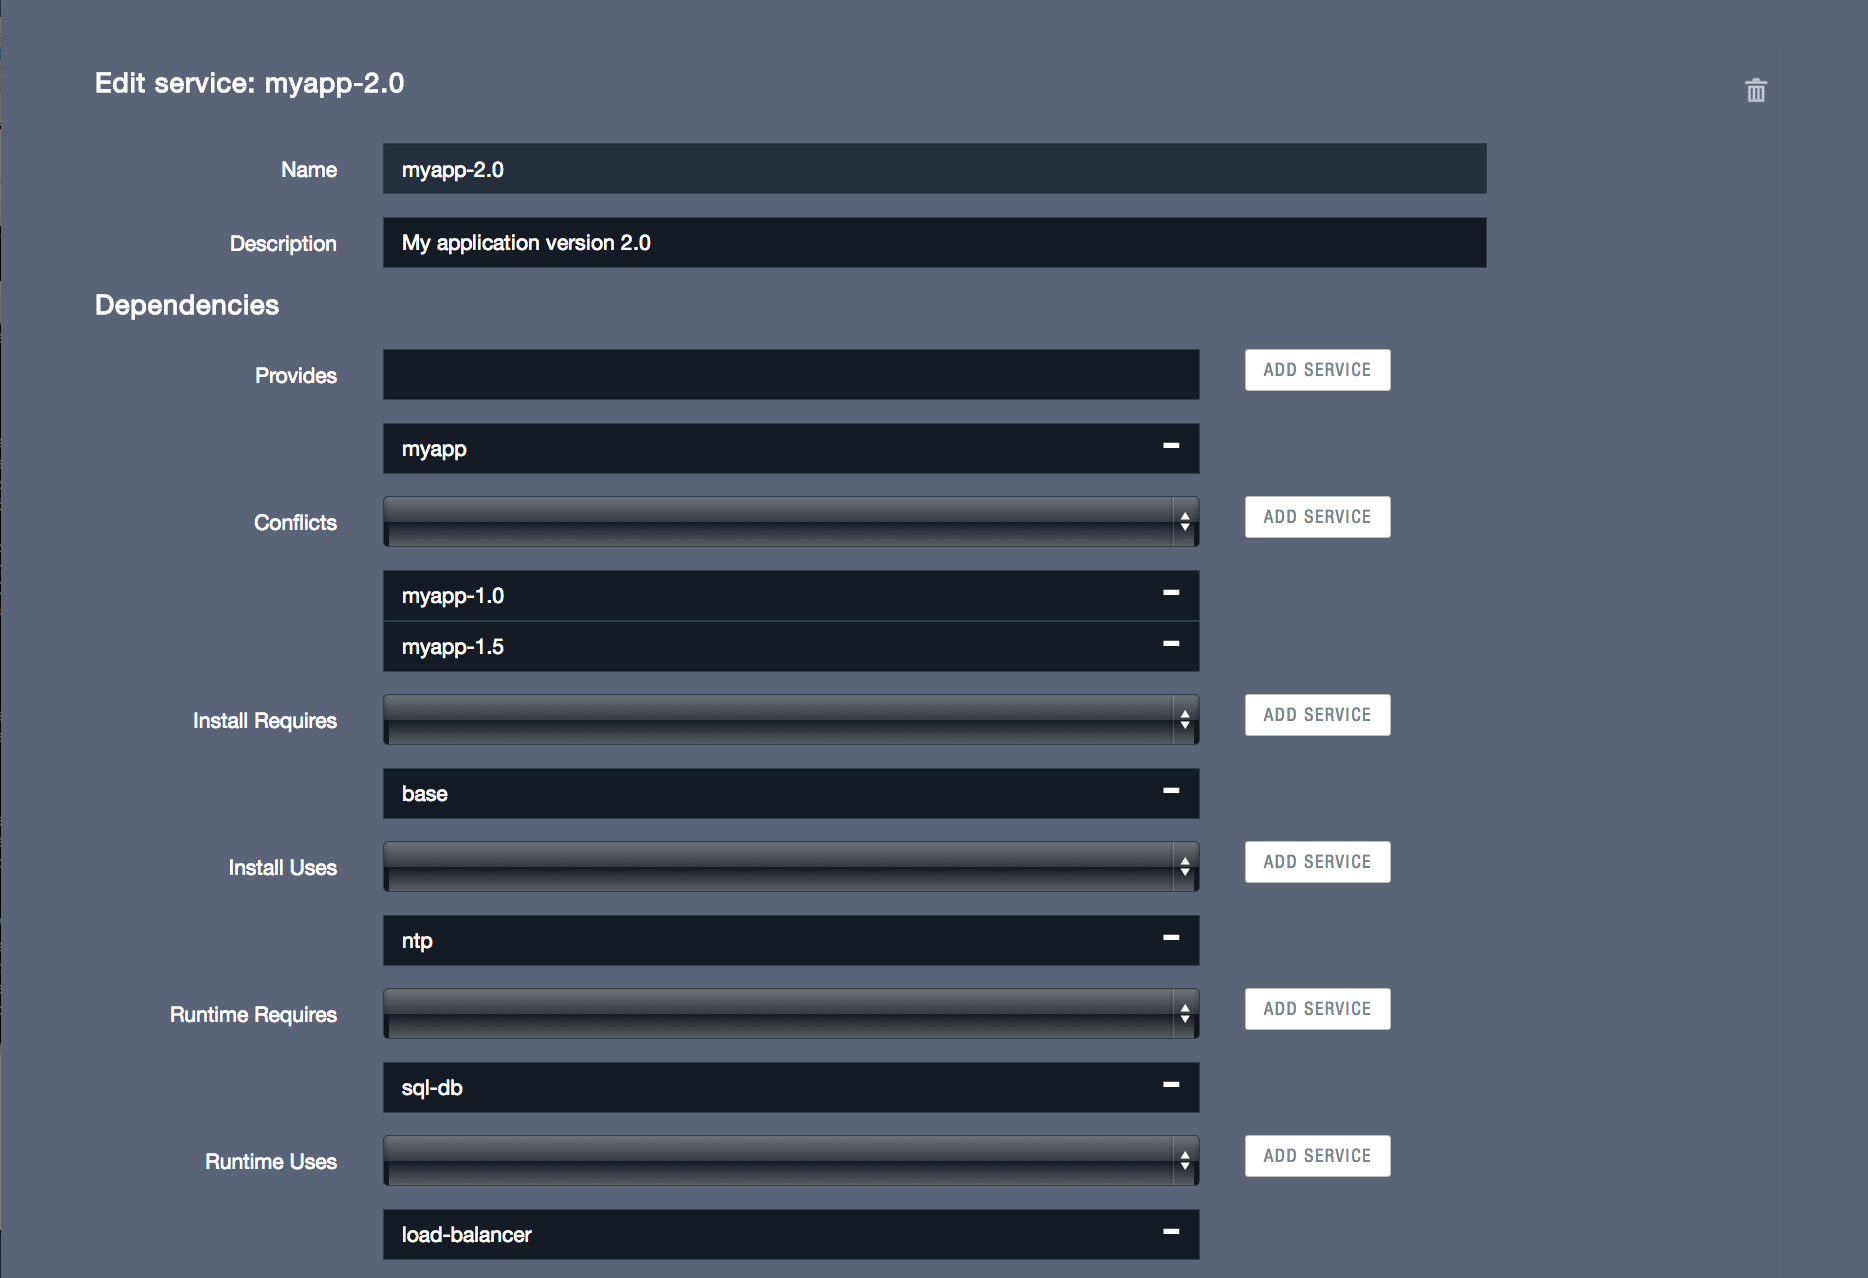 Edit service: myapp-2.0
Name
myapp-2.0
Description
My application version 2.0
Dependencies
Provides
ADD SERVICE
myapp
Conflicts
ADD SERVICE
myapp-1.0
myapp-1.5
Install Requires
ADD SERVICE
base
Install Uses
ADD SERVICE
ntp
Runtime Requires
ADD SERVICE
sql-db
Runtime Uses
ADD SERVICE
load-balancer